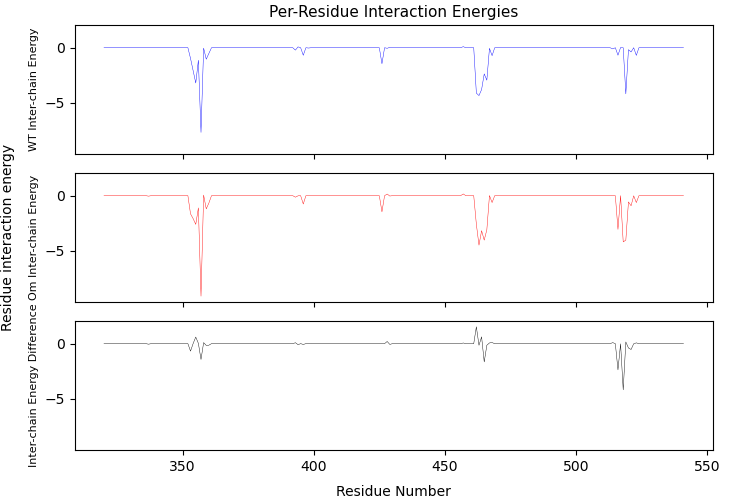 Per-Residue Interaction Energies
Residue interaction energy
WT Inter-chain Energy
0
−5
Om Inter-chain Energy
0
−5
Inter-chain Energy Difference
0
−5
350
400
450
500
550
Residue Number